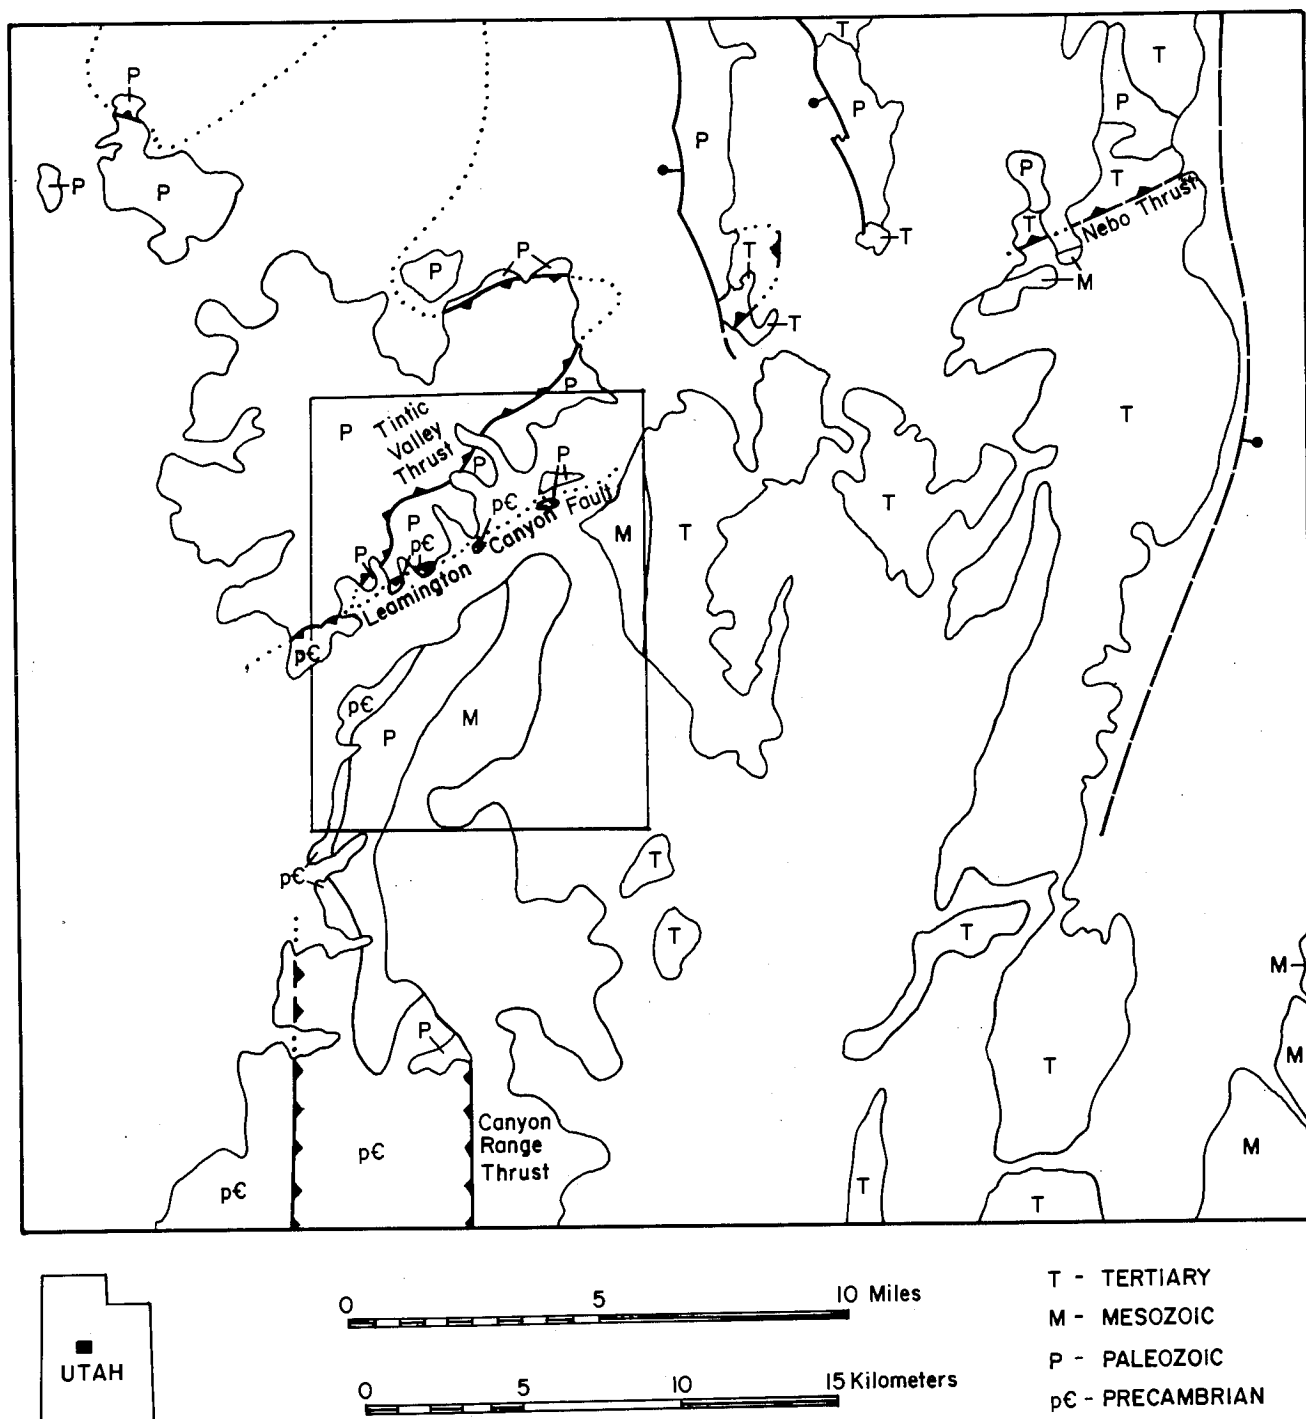 T
T
P
P
P
P
P
P
P
T
T
Nebo Thrust
T
T
M
P
P
T
T
P
T
P Tintic
Valley
Thrust
P
P
T
pЄ
P
Canyon Fault
M
T
pЄ
P
Leamington
pЄ
pЄ
P
M
T
pЄ
T
T
M
P
T
M
Canyon
Range
Thrust
pЄ
M
pЄ
T
T
UTAH
0 5 10 Miles
0 5 10 15 Kilometers
T - TERTIARY
M - MESOZOIC
P - PALEOZOIC
pЄ - PRECAMBRIAN